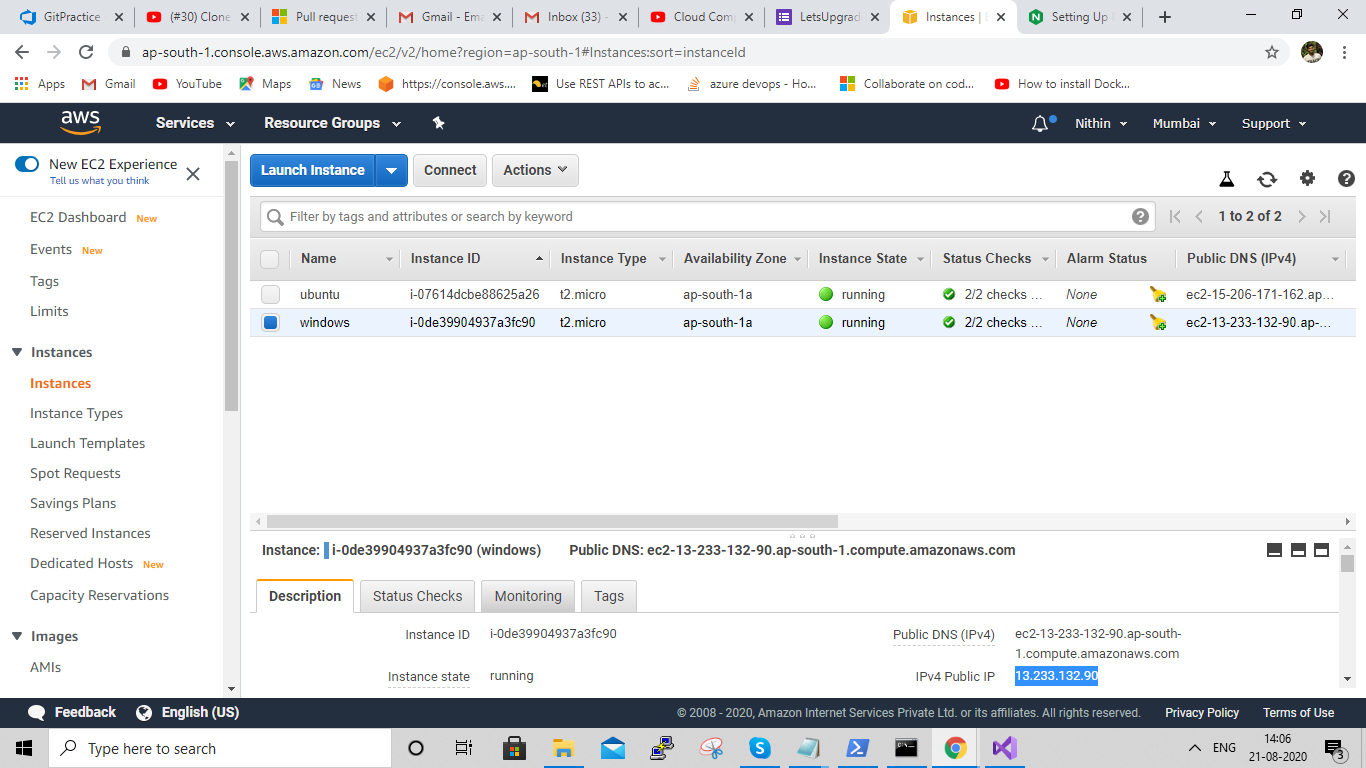 GitPractice
(#30) Clone
Pull request
Gmail - Ema
Inbox (33) -
Cloud Com
LetsUpgrad
Instances |
Setting Up
ap-south-1.console.aws.amazon.com/ec2/v2/home?region=ap-south-1#Instances:sort=instanceId
Apps Gmail YouTube Maps News https://console.aws.... Use REST APIs to ac... azure devops - Ho... Collaborate on cod... How to install Dock...
aws Services Resource Groups Nithin Mumbai Support
New EC2 Experience
Tell us what you think
EC2 Dashboard New
Events New
Tags
Limits
Instances
Instances
Instance Types
Launch Templates
Spot Requests
Savings Plans
Reserved Instances
Dedicated Hosts New
Capacity Reservations
Images
AMIs
Launch Instance Connect Actions
Filter by tags and attributes or search by keyword
1 to 2 of 2
Name Instance ID Instance Type Availability Zone Instance State Status Checks Alarm Status Public DNS (IPv4)
ubuntu i-07614dcbe88625a26 t2.micro ap-south-1a running 2/2 checks ... None ec2-15-206-171-162.ap...
windows i-0de39904937a3fc90 t2.micro ap-south-1a running 2/2 checks ... None ec2-13-233-132-90.ap-...
Instance: i-0de39904937a3fc90 (windows) Public DNS: ec2-13-233-132-90.ap-south-1.compute.amazonaws.com
Description Status Checks Monitoring Tags
Instance ID i-0de39904937a3fc90 Public DNS (IPv4) ec2-13-233-132-90.ap-south-
1.compute.amazonaws.com
Instance state running IPv4 Public IP 13.233.132.90
Feedback English (US) © 2008 - 2020, Amazon Internet Services Private Ltd. or its affiliates. All rights reserved. Privacy Policy Terms of Use
Type here to search
ENG
14:06
21-08-2020
3